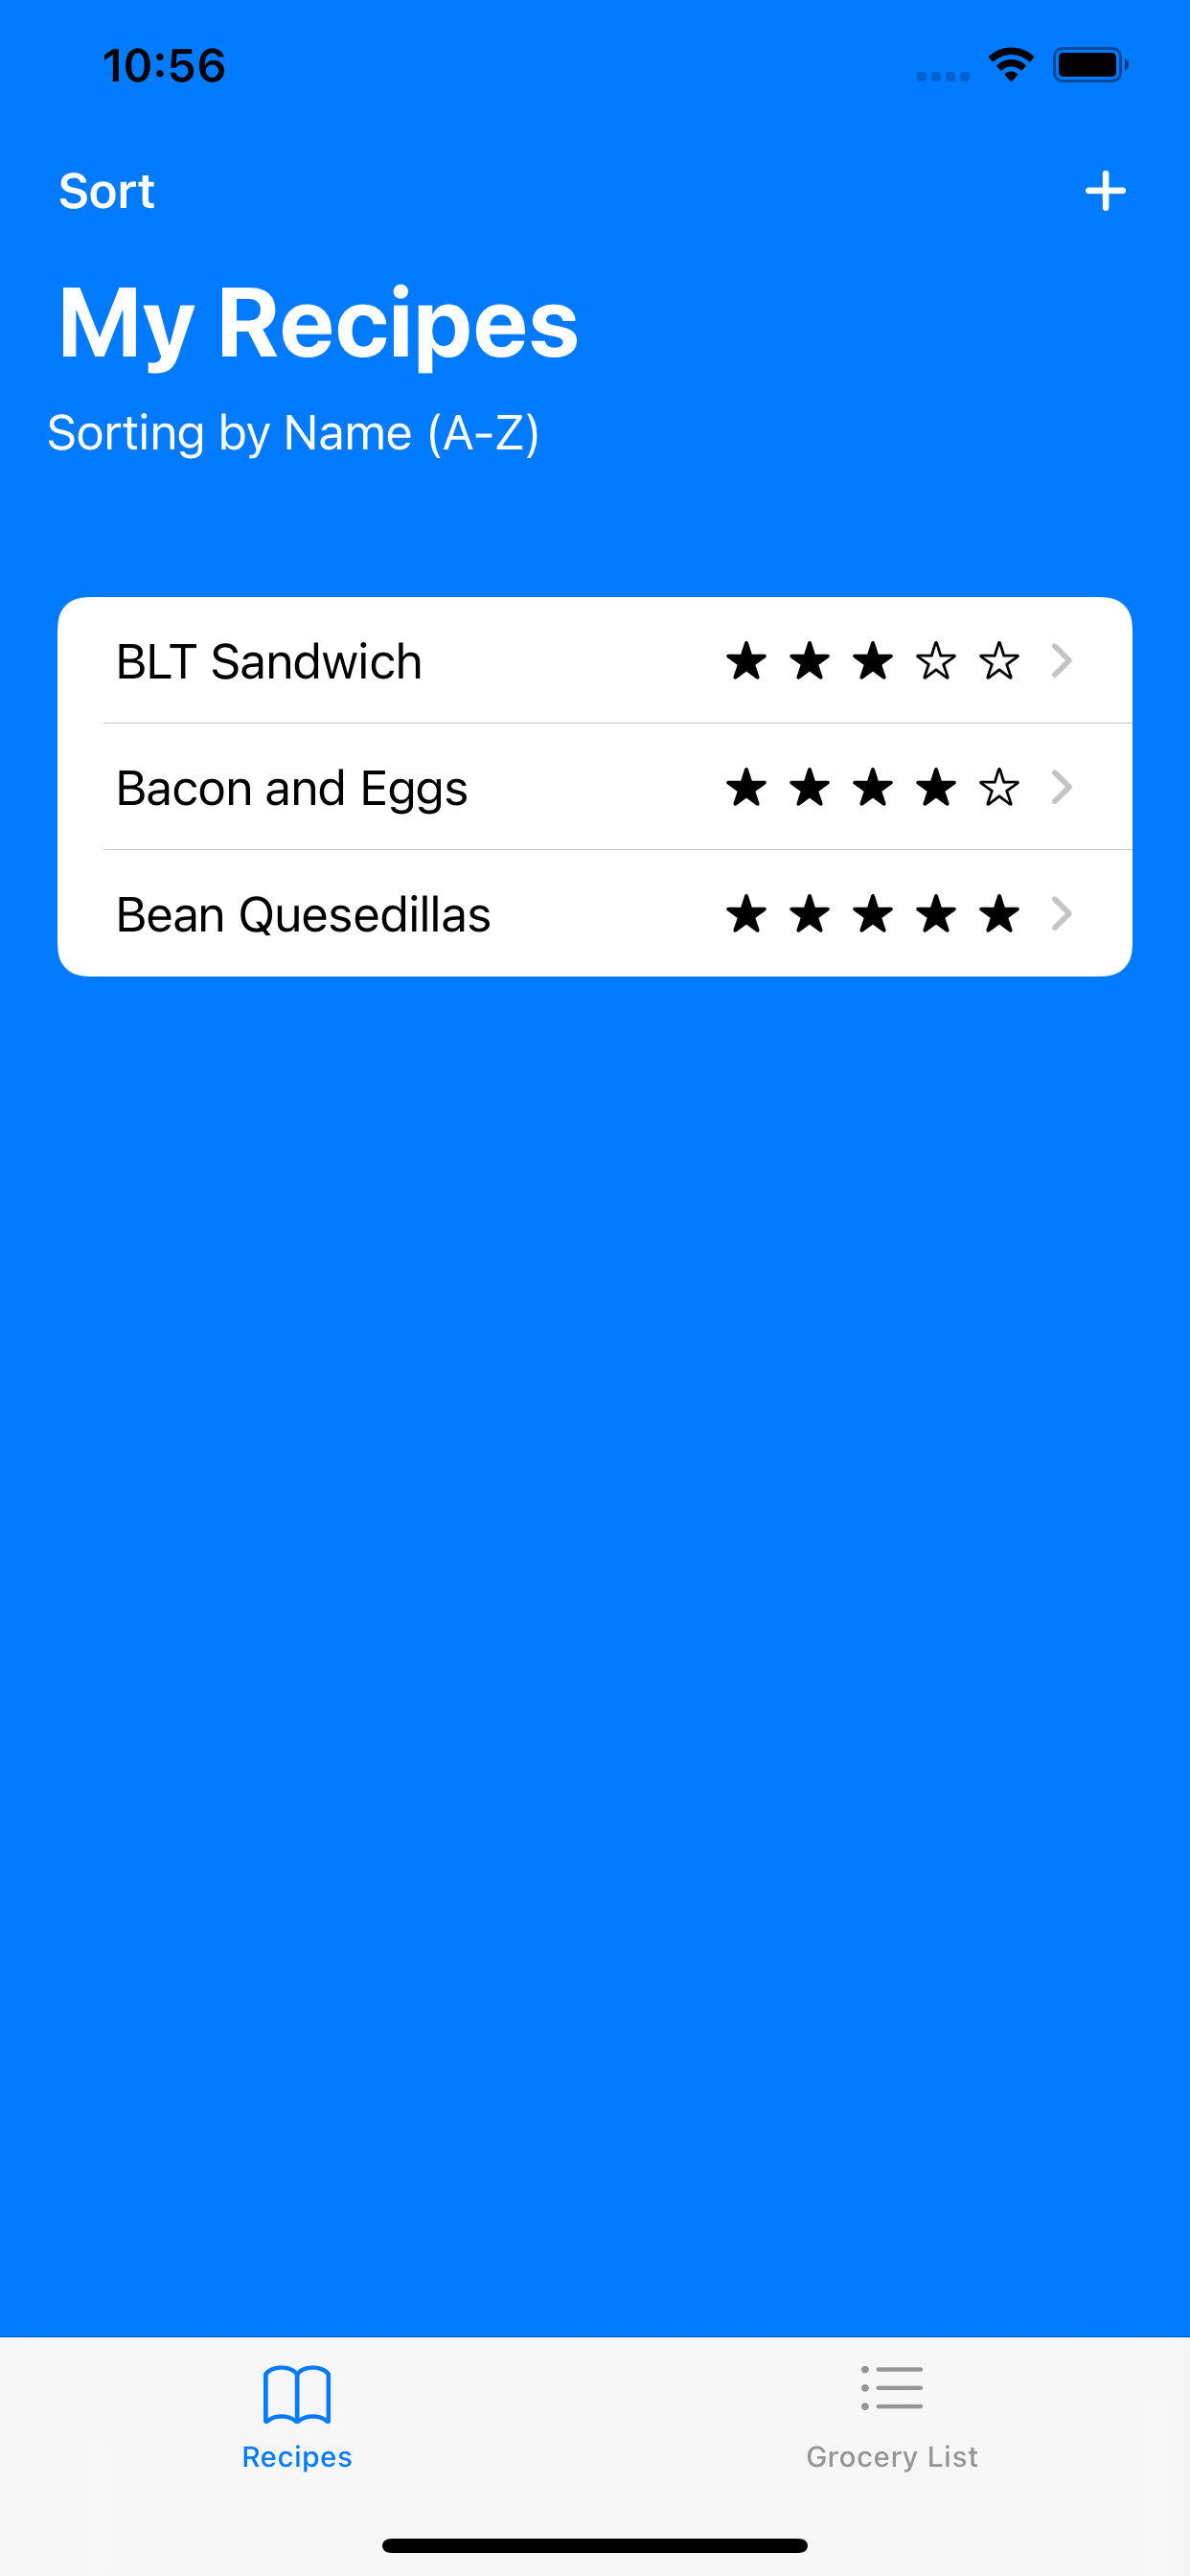 10:56
Sort
My Recipes
Sorting by Name (A-Z)
BLT Sandwich
Bacon and Eggs
Bean Quesedillas
Recipes
Grocery List